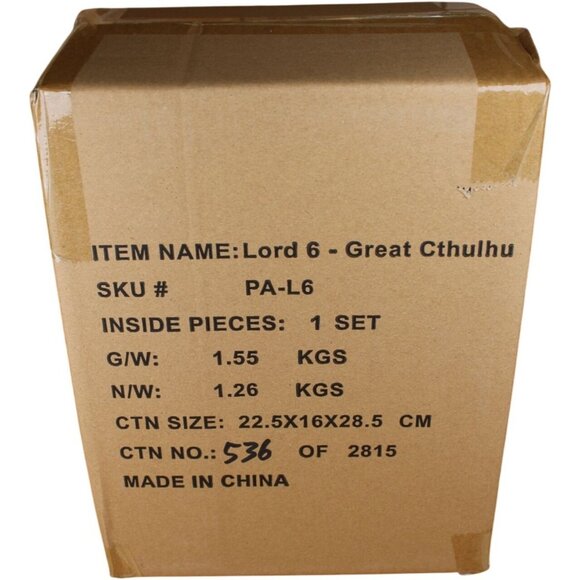 ITEM NAME: Lord 6 - Great Cthulhu
SKU # PA-L6
INSIDE PIECES: 1 SET
G/W: 1.55 KGS
N/W: 1.26 KGS
CTN SIZE: 22.5X16X28.5 CM
CTN NO.: 536 OF 2815
MADE IN CHINA